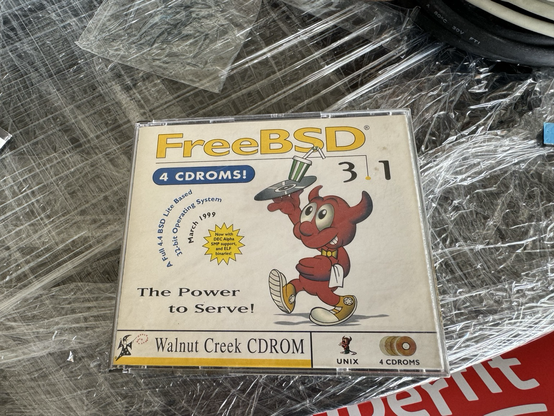 FreeBSD®
4 CDROMS!
3.1
A Full 4.4 BSD Lite Based
32-bit Operating System
March 1999
Now with
DEC Alpha
SMP support,
and ELF
binaries!
The Power
to Serve!
Walnut Creek CDROM
UNIX
4 CDROMS